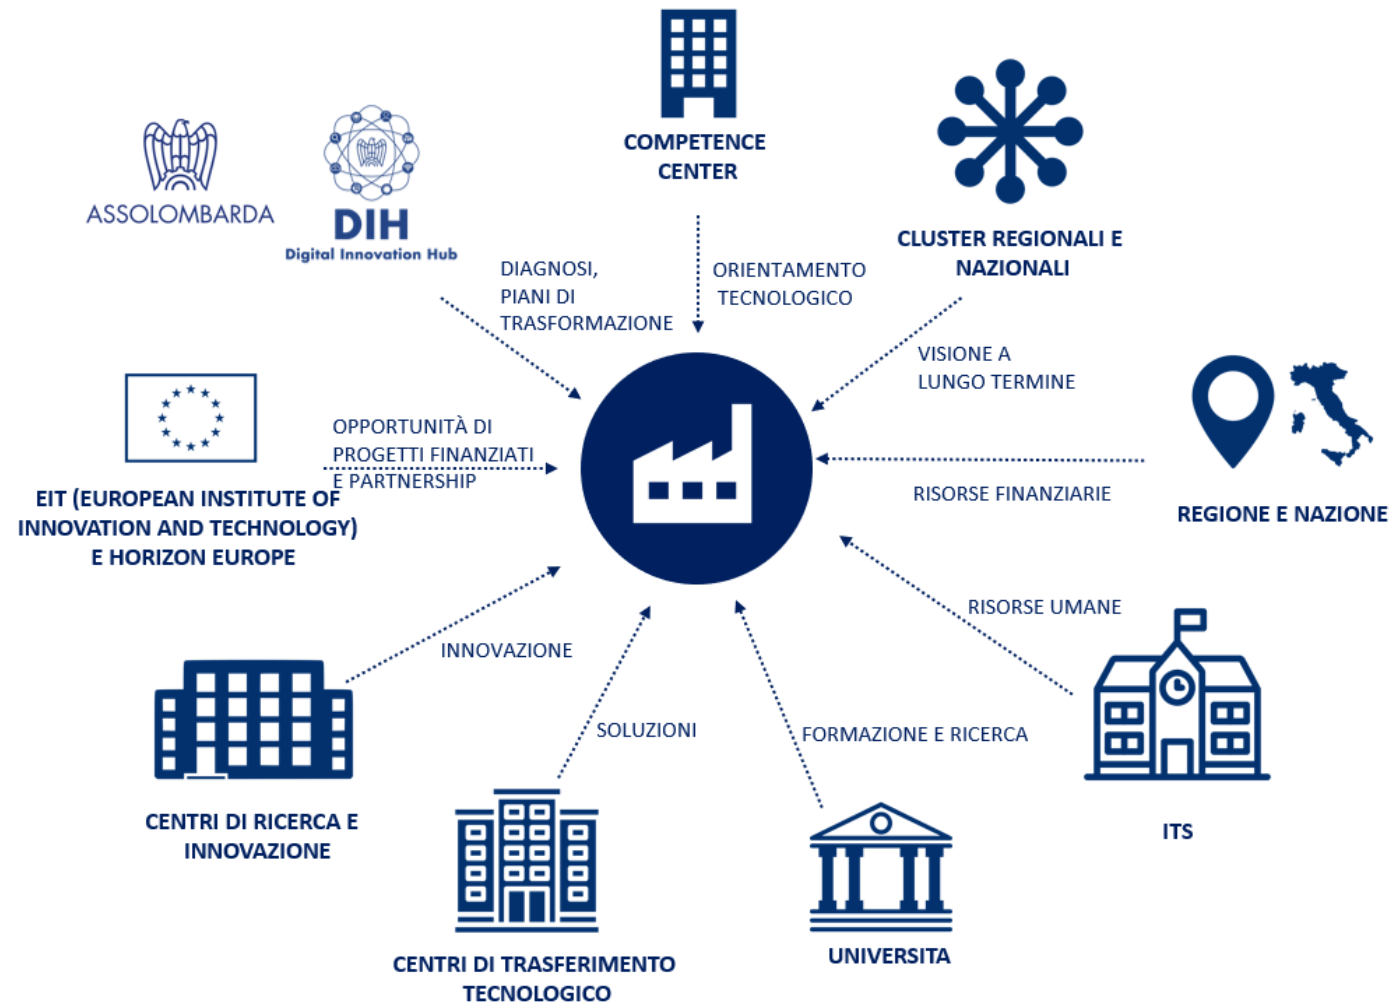 COMPETENCE
CENTER
ASSOLOMBARDA
DIH
Digital Innovation Hub
CLUSTER REGIONALI E
NAZIONALI
DIAGNOSI,
PIANI DI
TRASFORMAZIONE
ORIENTAMENTO
TECNOLOGICO
VISIONE A
LUNGO TERMINE
OPPORTUNITÀ DI
PROGETTI FINANZIATI
E PARTNERSHIP
EIT (EUROPEAN INSTITUTE OF
INNOVATION AND TECHNOLOGY)
E HORIZON EUROPE
RISORSE FINANZIARIE
REGIONE E NAZIONE
RISORSE UMANE
ITS
INNOVAZIONE
CENTRI DI RICERCA E
INNOVAZIONE
SOLUZIONI
CENTRI DI TRASFERIMENTO
TECNOLOGICO
FORMAZIONE E RICERCA
UNIVERSITA